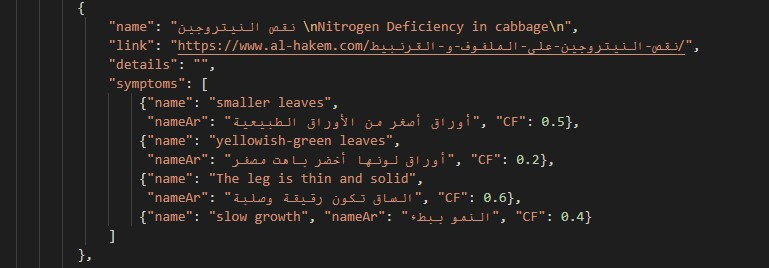 {
"name": "نقص النيتروجين \nNitrogen Deficiency in cabbage\n",
"link": "https://www.al-hakem.com/نقص-النيتروجين-على-الملفوف-و-القرنبيط/",
"details": "",
"symptoms": [
{"name": "smaller leaves",
"nameAr": "أوراق أصغر من الأوراق الطبيعية", "CF": 0.5},
{"name": "yellowish-green leaves",
"nameAr": "أوراق لونها أخضر باهت مصفر", "CF": 0.2},
{"name": "The leg is thin and solid",
"nameAr": "الساق تكون رقيقة وصلبة", "CF": 0.6},
{"name": "slow growth", "nameAr": "النمو ببطء", "CF": 0.4}
]
},